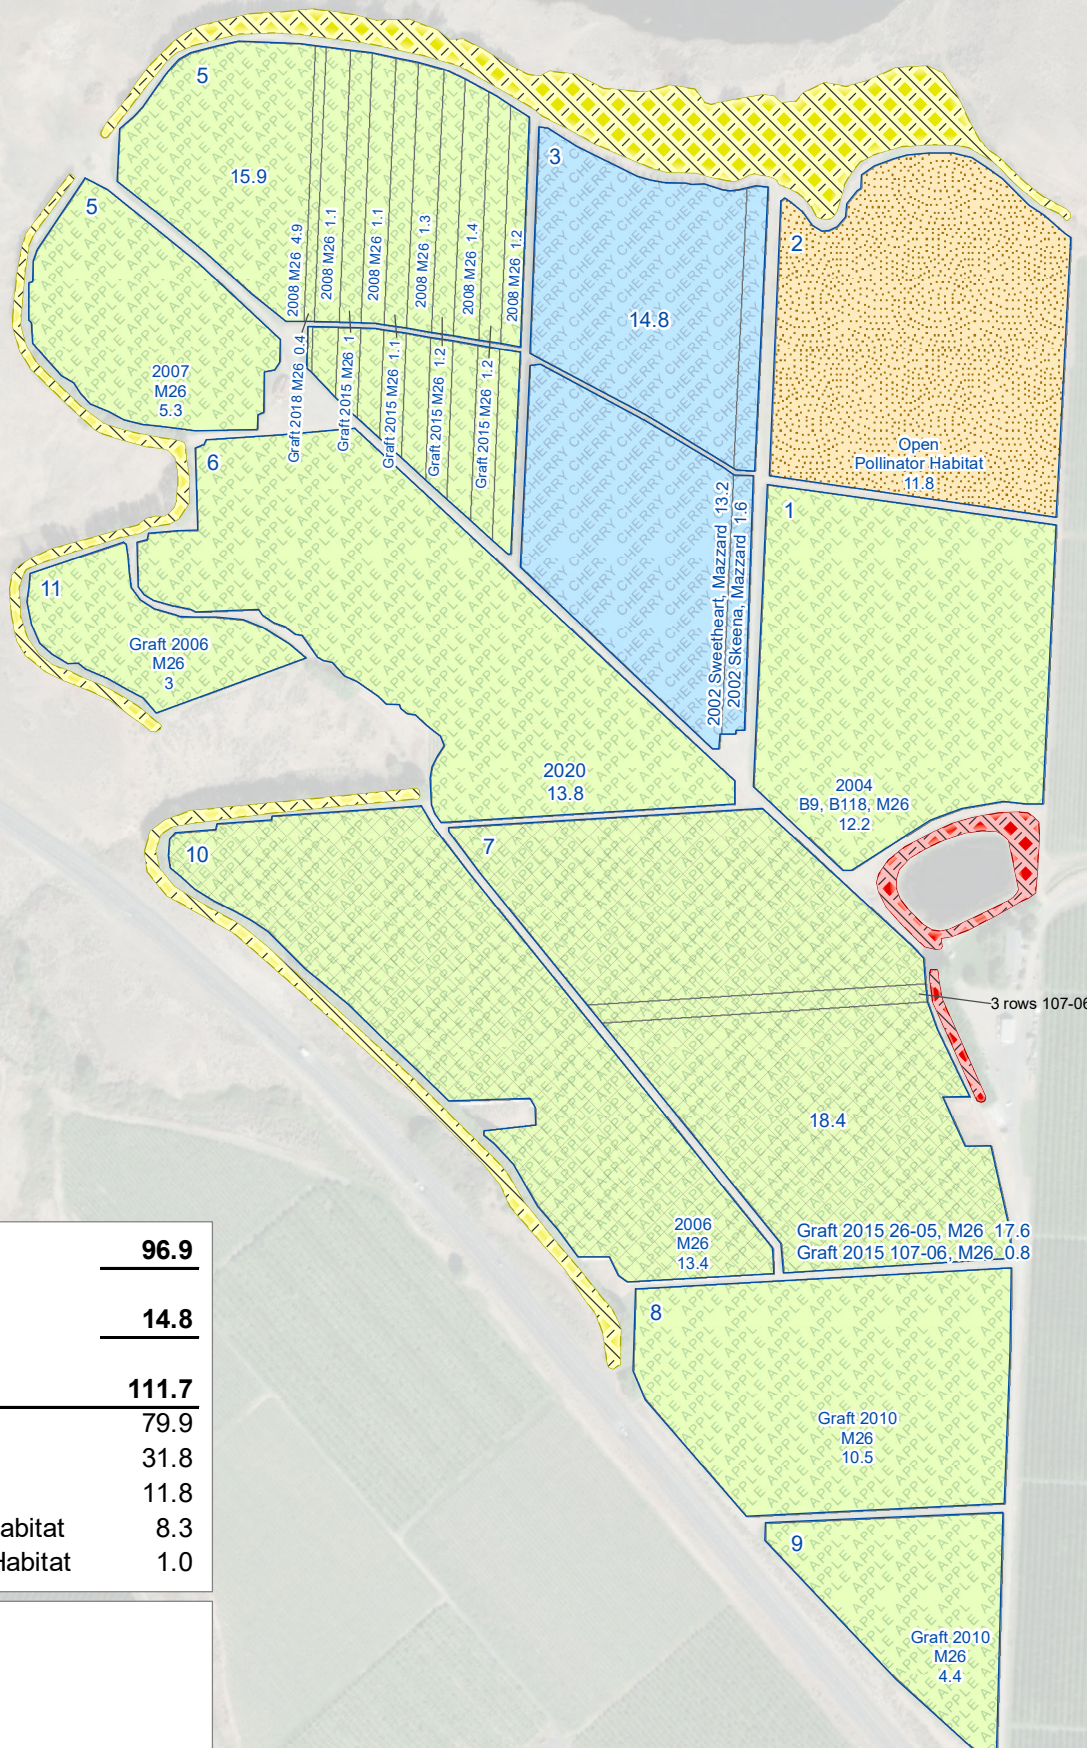 5
15.9
2008 M26 4.9
2008 M26 1.1
2008 M26 1.1
2008 M26 1.3
2008 M26 1.4
2008 M26 1.2
Graft 2018 M26 0.4
Graft 2015 M26 1
Graft 2015 M26 1.1
Graft 2015 M26 1.2
Graft 2015 M26 1.2
5
2007
M26
5.3
3
14.8
2002 Sweetheart, Mazzard 13.2
2002 Skeena, Mazzard 1.6
2
Open
Pollinator Habitat
11.8
1
2004
B9, B118, M26
12.2
6
2020
13.8
11
Graft 2006
M26
3
10
2006
M26
13.4
7
3 rows 107-06
18.4
Graft 2015 26-05, M26 17.6
Graft 2015 107-06, M26 0.8
8
Graft 2010
M26
10.5
9
Graft 2010
M26
4.4
96.9
14.8
111.7
79.9
31.8
11.8
abitat 8.3
Habitat 1.0